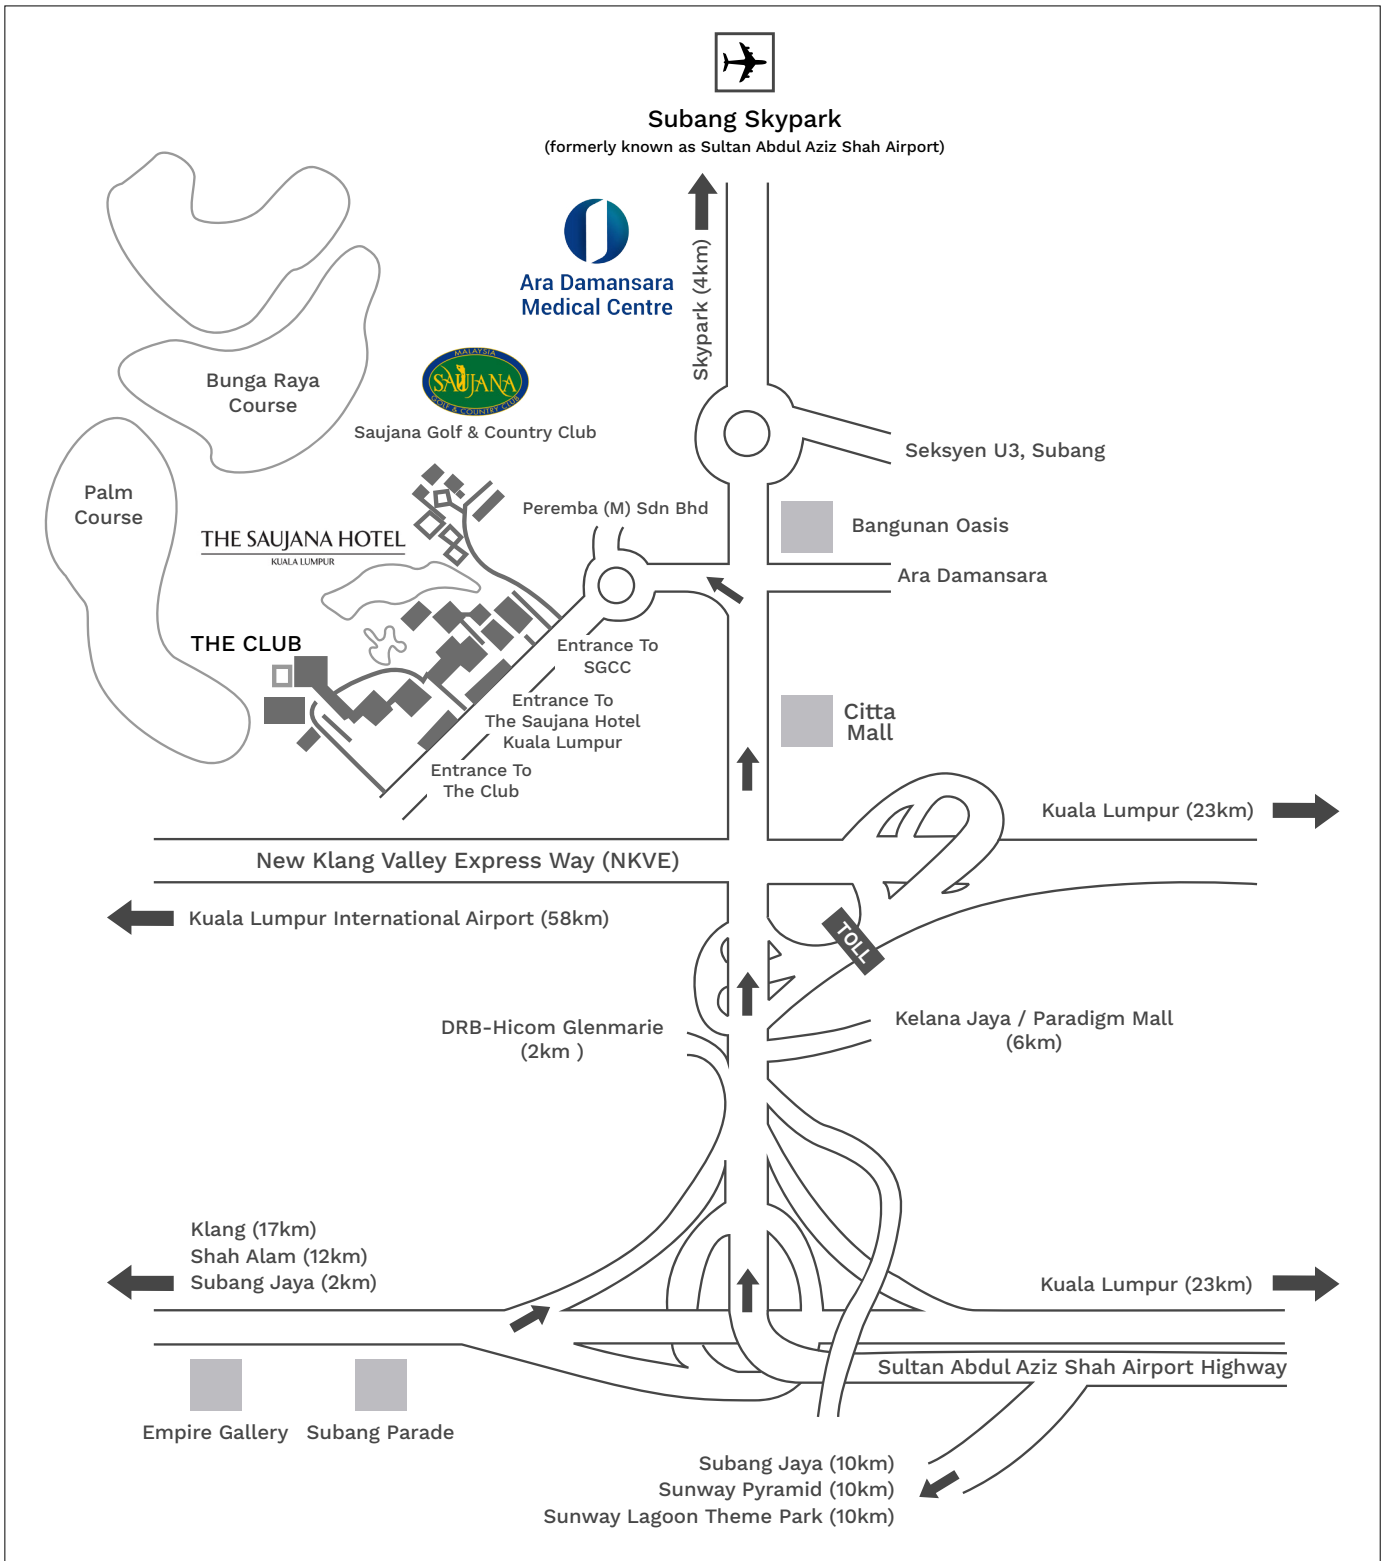 Subang Skypark
(formerly known as Sultan Abdul Aziz Shah Airport)
Skypark (4km)
Ara Damansara
Medical Centre
MALAYSIA
SAUJANA
GOLF & COUNTRY CLUB
Saujana Golf & Country Club
Bunga Raya
Course
Palm
Course
Seksyen U3, Subang
Peremba (M) Sdn Bhd
Bangunan Oasis
THE SAUJANA HOTEL
KUALA LUMPUR
Ara Damansara
THE CLUB
Entrance To
SGCC
Entrance To
The Saujana Hotel
Kuala Lumpur
Citta
Mall
Entrance To
The Club
Kuala Lumpur (23km)
New Klang Valley Express Way (NKVE)
Kuala Lumpur International Airport (58km)
TOLL
DRB-Hicom Glenmarie
(2km )
Kelana Jaya / Paradigm Mall
(6km)
Klang (17km)
Shah Alam (12km)
Subang Jaya (2km)
Kuala Lumpur (23km)
Sultan Abdul Aziz Shah Airport Highway
Empire Gallery
Subang Parade
Subang Jaya (10km)
Sunway Pyramid (10km)
Sunway Lagoon Theme Park (10km)